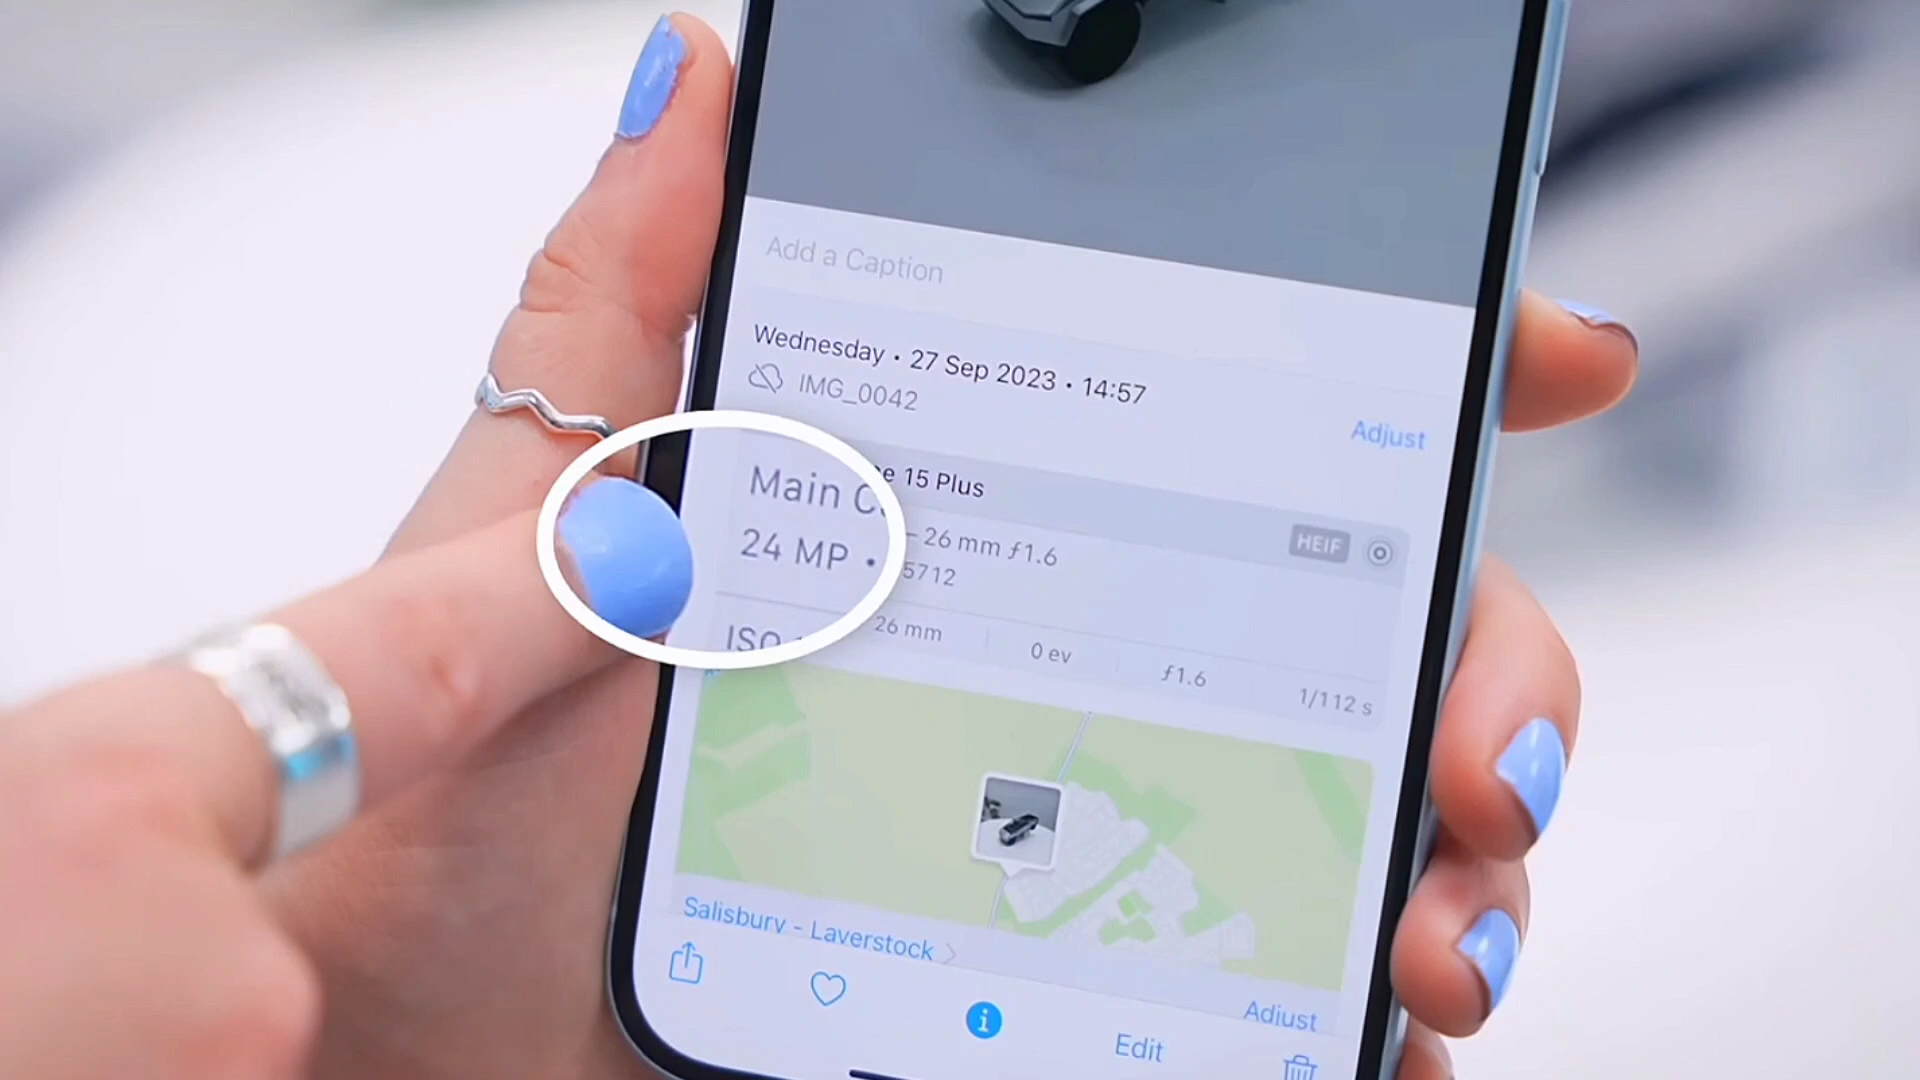 Add a Caption
Wednesday • 27 Sep 2023 • 14:57
IMG_0042
Adjust
15 Plus
Main
– 26 mm ƒ1.6
HEIF
24 MP •
5712
ISO
26 mm
0 ev
ƒ1.6
1/112 s
Salisbury - Laverstock >
Adjust
Edit